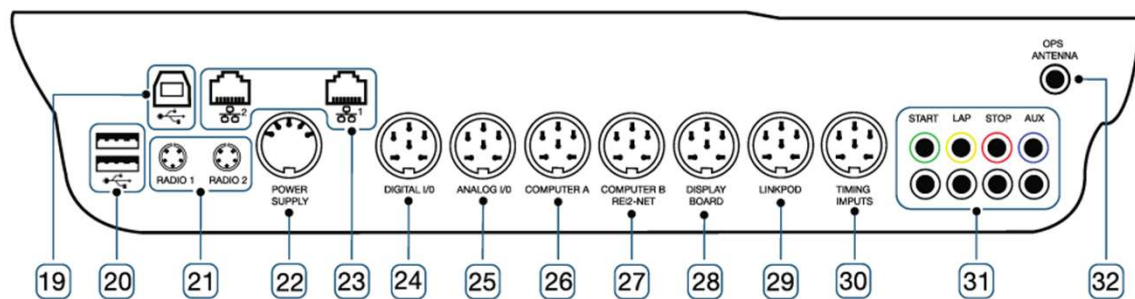 OPS
ANTENNA
2
1
START LAP STOP AUX
RADIO 1 RADIO 2
POWER
SUPPLY
DIGITAL I/0
ANALOG I/0
COMPUTER A
COMPUTER B
REI2-NET
DISPLAY
BOARD
LINKPOD
TIMING
IMPUTS
19 20 21 22 23 24 25 26 27 28 29 30 31 32